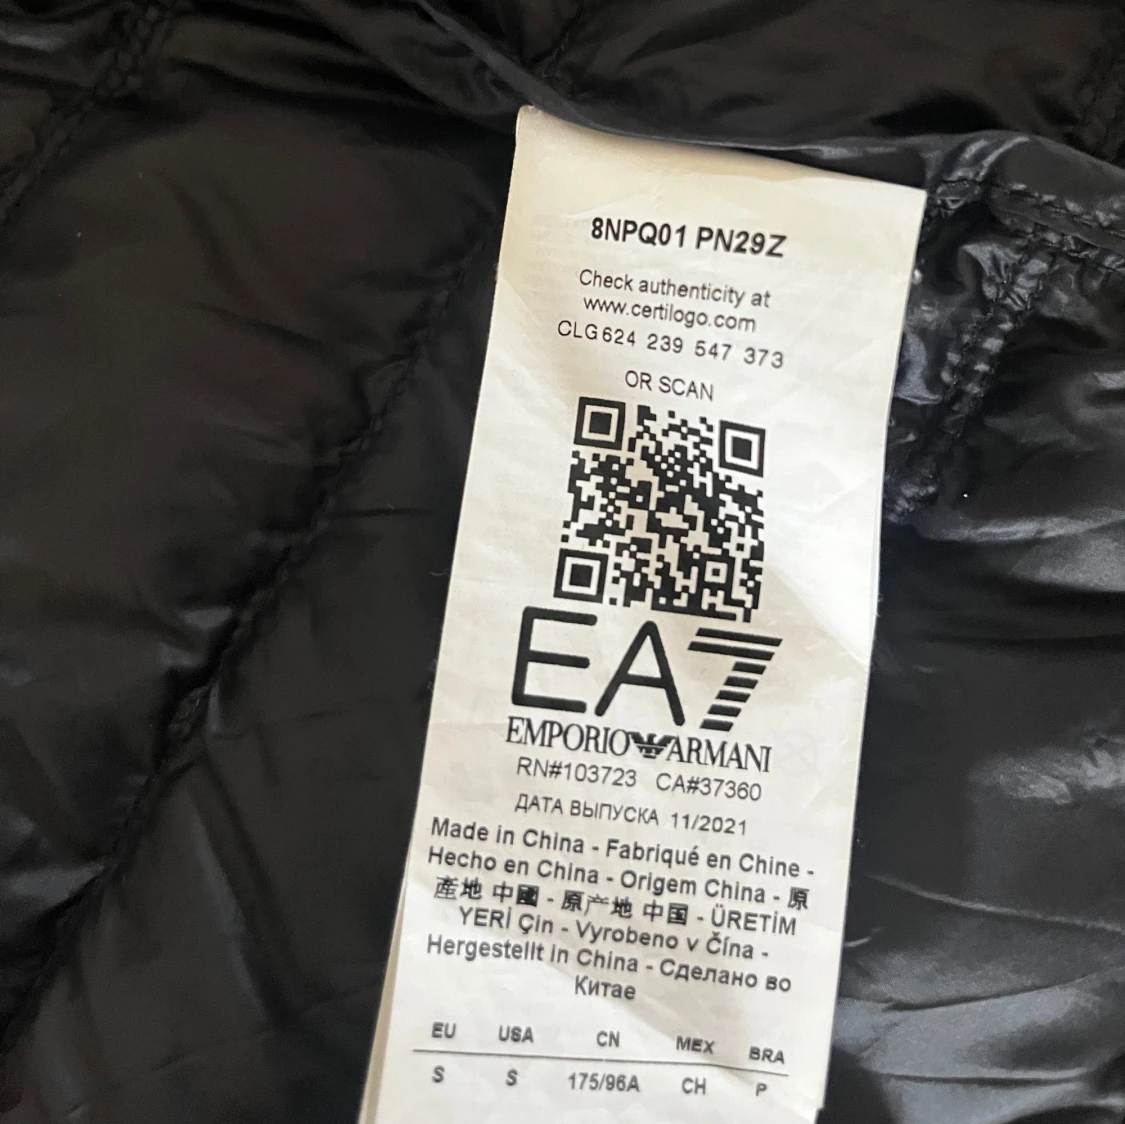 8NPQ01 PN29Z
Check authenticity at
www.certilogo.com
CLG624 239 547 373
OR SCAN
EA7
EMPORIO ARMANI
RN#103723 CA#37360
ДАТА ВЫПУСКА 11/2021
Made in China - Fabriqué en Chine -
Hecho en China - Origem China - 原
產地 中國 - 原产地 中国 - ÜRETİM
YERİ Çin - Vyrobeno v Čína -
Hergestellt in China - Сделано во
Китае
EU USA CN MEX BRA
S S 175/96A CH P